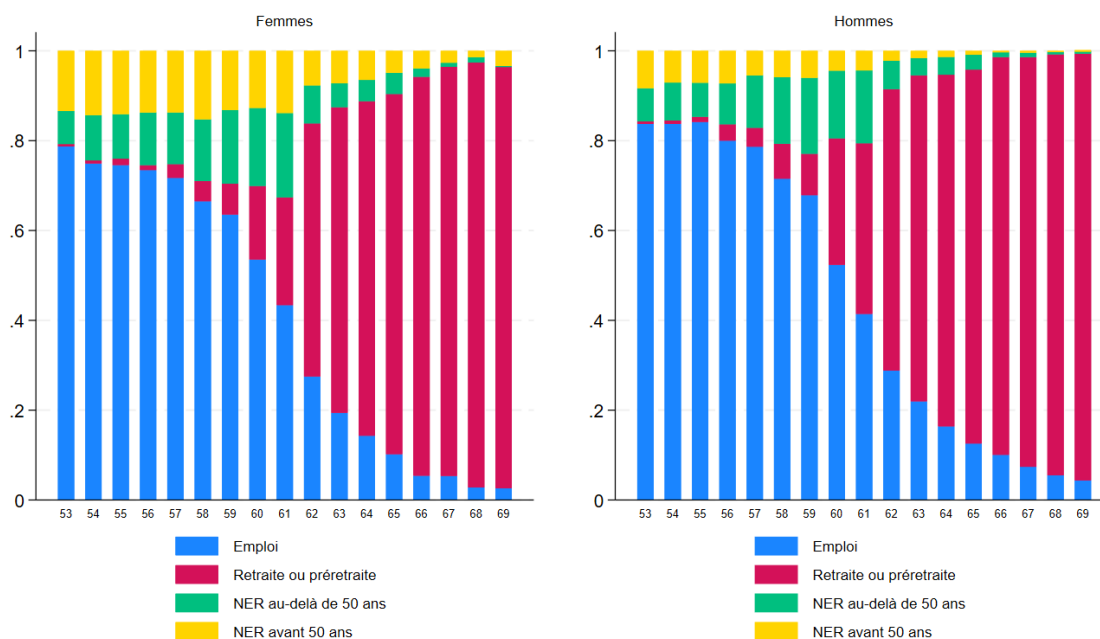 Femmes
1
.8
.6
.4
.2
0
53 54 55 56 57 58 59 60 61 62 63 64 65 66 67 68 69
Emploi
Retraite ou préretraite
NER au-delà de 50 ans
NER avant 50 ans
Hommes
1
.8
.6
.4
.2
0
53 54 55 56 57 58 59 60 61 62 63 64 65 66 67 68 69
Emploi
Retraite ou préretraite
NER au-delà de 50 ans
NER avant 50 ans